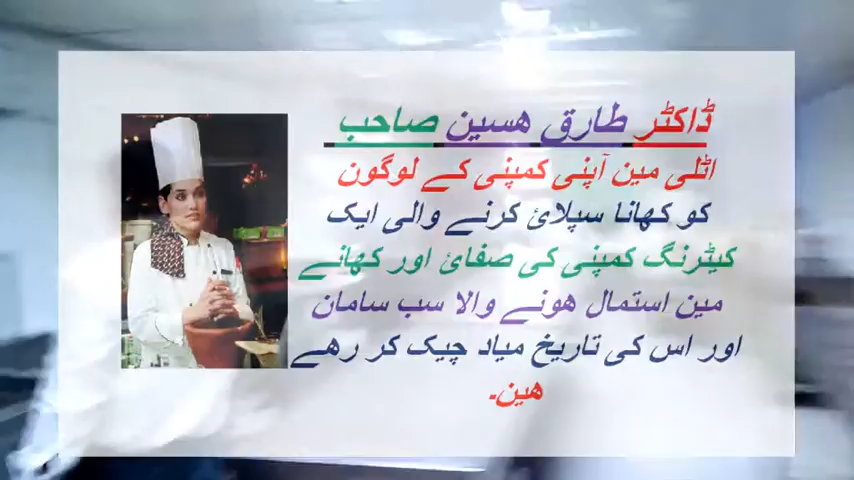 ڈاکٹر طارق ھسین صاحب
اٹلی مین آپنی کمپنی کے لوگون
کو کھانا سپلائ کرنے والی ایک
کیٹرنگ کمپنی کی صفائ اور کھانے
مین استمال ھونے والا سب سامان
اور اس کی تاریخ میاد چیک کر رھے
ھین۔